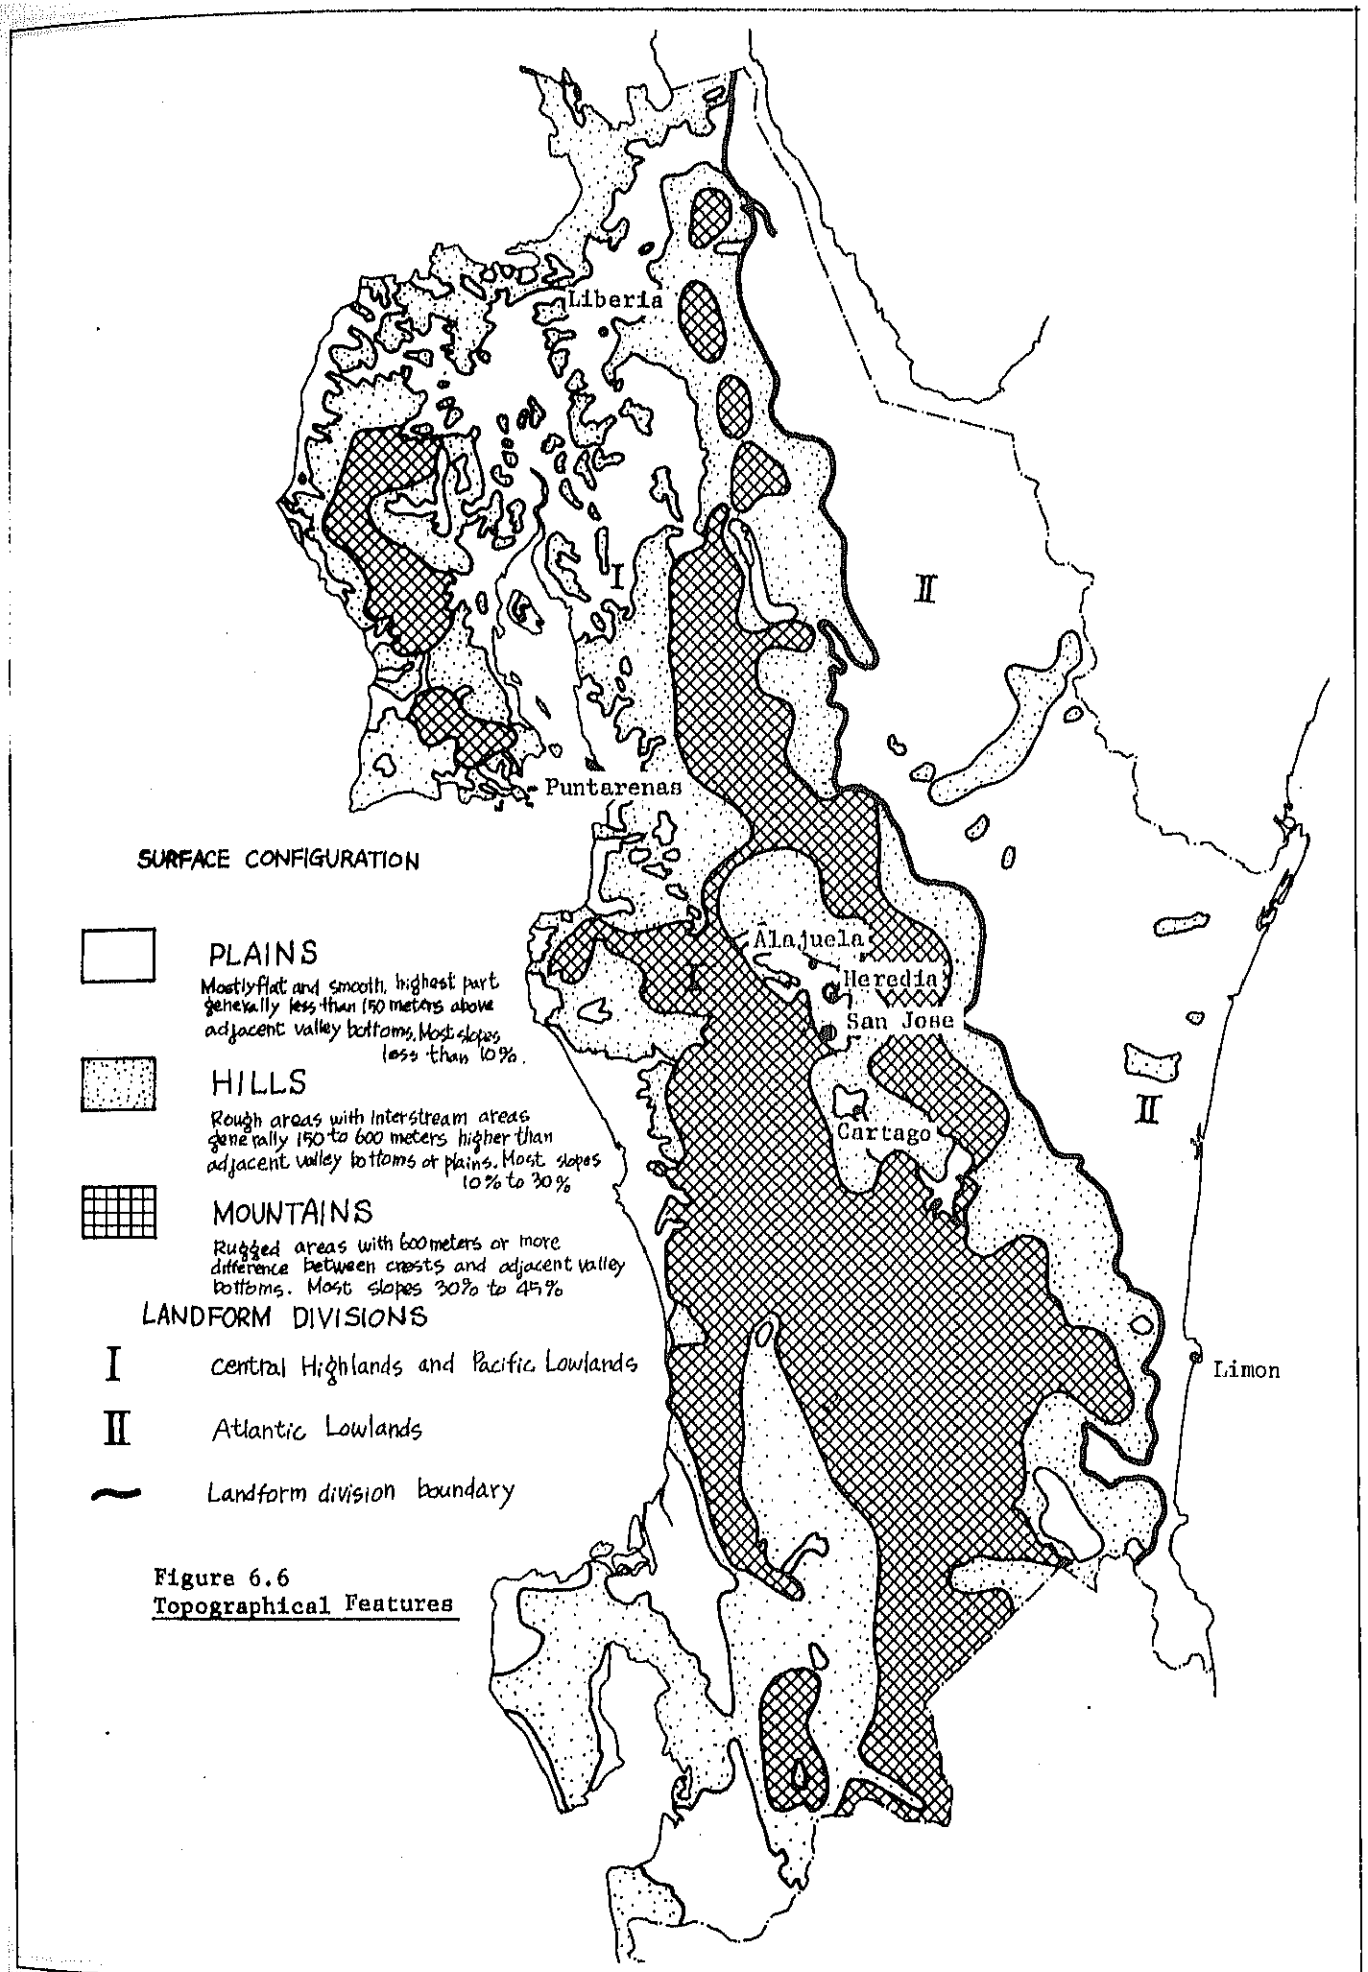 Liberia
I
II
Puntarenas
SURFACE CONFIGURATION
PLAINS
Mostly flat and smooth, highest part
generally less than 150 meters above
adjacent valley bottoms. Most slopes
less than 10%.
HILLS
Rough areas with interstream areas
generally 150 to 600 meters higher than
adjacent valley bottoms or plains. Most slopes
10% to 30%
MOUNTAINS
Rugged areas with 600 meters or more
difference between crests and adjacent valley
bottoms. Most slopes 30% to 45%
LANDFORM DIVISIONS
I Central Highlands and Pacific Lowlands
II Atlantic Lowlands
Landform division boundary
Figure 6.6
Topographical Features
Alajuela
I
Heredia
San Jose
Cartago
II
Limon